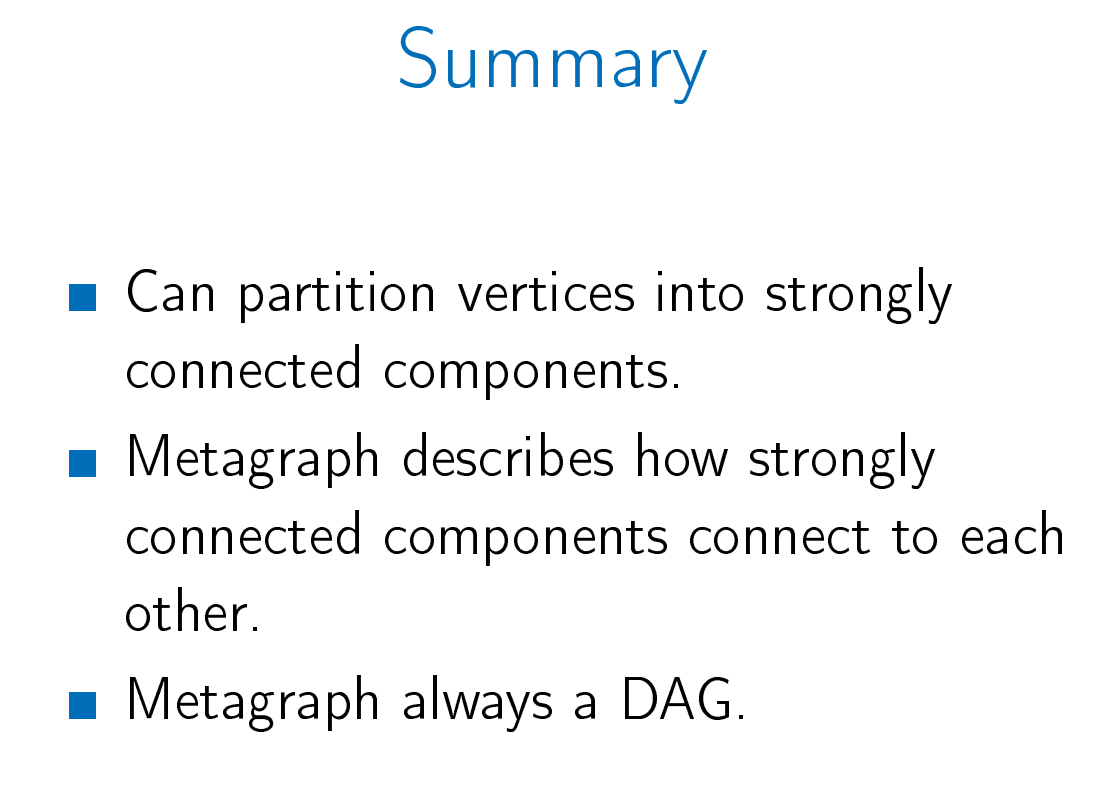 Summary
Can partition vertices into strongly
connected components.
Metagraph describes how strongly
connected components connect to each
other.
Metagraph always a DAG.